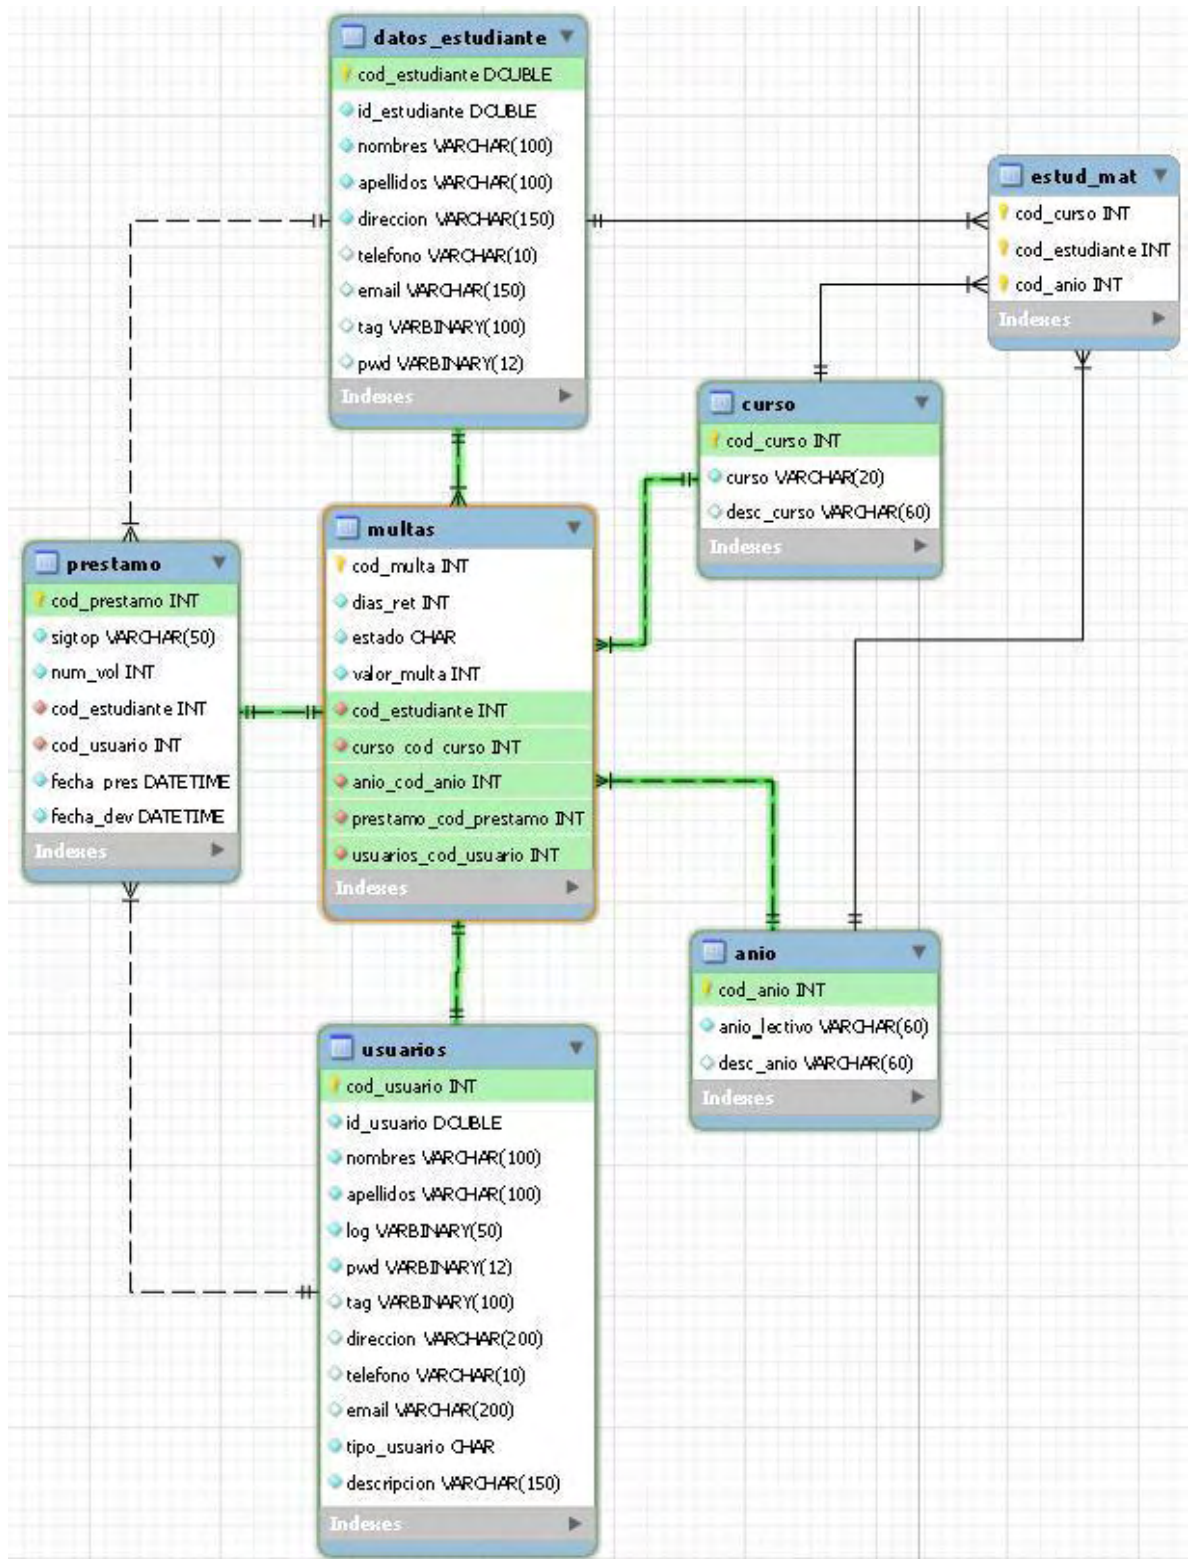 datos_estudiante
cod_estudiante DOUBLE
id_estudiante DOUBLE
nombres VARCHAR(100)
apellidos VARCHAR(100)
direccion VARCHAR(150)
telefono VARCHAR(10)
email VARCHAR(150)
tag VARBINARY(100)
pwd VARBINARY(12)
Indexes
estud_mat
cod_curso INT
cod_estudiante INT
cod_anio INT
Indexes
curso
cod_curso INT
curso VARCHAR(20)
desc_curso VARCHAR(60)
Indexes
multas
cod_multa INT
dias_ret INT
estado CHAR
valor_multa INT
cod_estudiante INT
curso_cod_curso INT
anio_cod_anio INT
prestamo_cod_prestamo INT
usuarios_cod_usuario INT
Indexes
prestamo
cod_prestamo INT
sigtop VARCHAR(50)
num_vol INT
cod_estudiante INT
cod_usuario INT
fecha_pres DATETIME
fecha_dev DATETIME
Indexes
anio
cod_anio INT
anio_lectivo VARCHAR(60)
desc_anio VARCHAR(60)
Indexes
usuarios
cod_usuario INT
id_usuario DOUBLE
nombres VARCHAR(100)
apellidos VARCHAR(100)
log VARBINARY(50)
pwd VARBINARY(12)
tag VARBINARY(100)
direccion VARCHAR(200)
telefono VARCHAR(10)
email VARCHAR(200)
tipo_usuario CHAR
descripcion VARCHAR(150)
Indexes